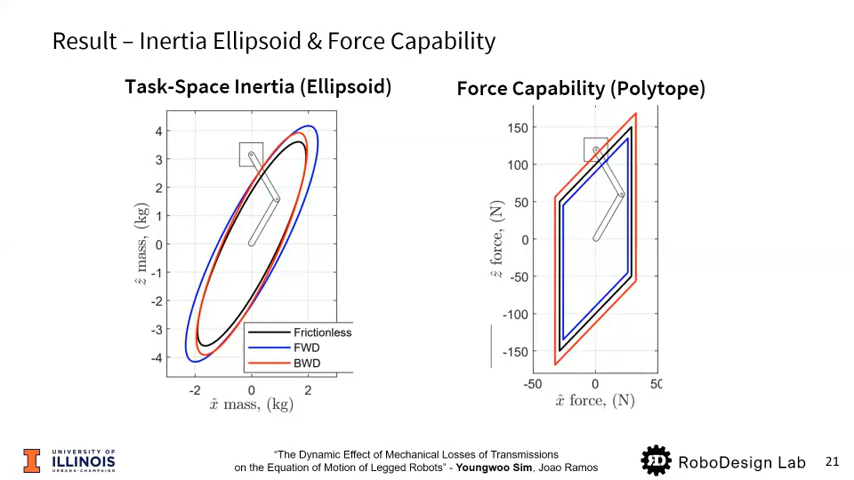 Result – Inertia Ellipsoid & Force Capability
Task-Space Inertia (Ellipsoid)
4
3
2
1
0
-1
-2
-3
-4
ẑ mass, (kg)
-2
0
2
x̂ mass, (kg)
Frictionless
FWD
BWD
Force Capability (Polytope)
150
100
50
0
-50
-100
-150
ẑ force, (N)
-50
0
50
x̂ force, (N)
I
UNIVERSITY OF
ILLINOIS
URBANA-CHAMPAIGN
“The Dynamic Effect of Mechanical Losses of Transmissions
on the Equation of Motion of Legged Robots” - Youngwoo Sim, Joao Ramos
RoboDesign Lab
21